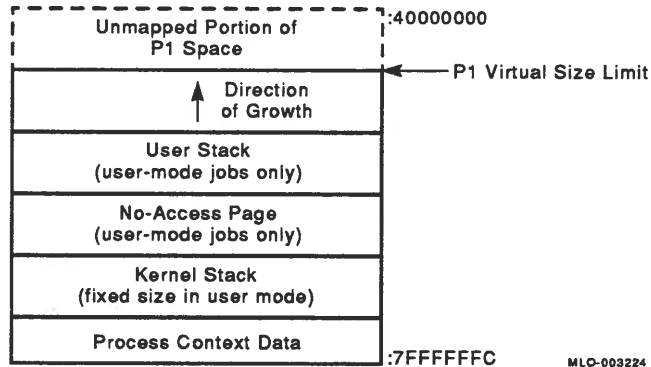 Unmapped Portion of
P1 Space
:40000000
P1 Virtual Size Limit
Direction
of Growth
User Stack
(user-mode jobs only)
No-Access Page
(user-mode jobs only)
Kernel Stack
(fixed size in user mode)
Process Context Data
:7FFFFFFC
MLO-003224